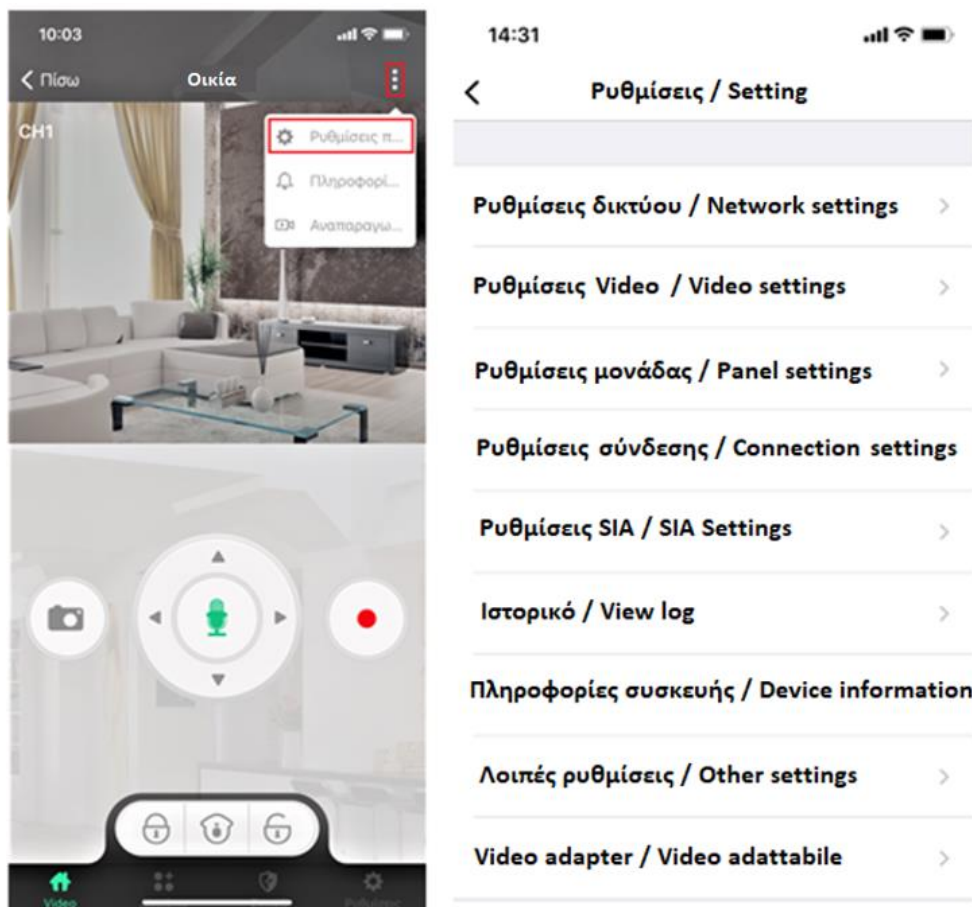 10:03
Πίσω
Οικία
CH1
Ρυθμίσεις π...
Πληροφορί...
Αναπαραγω...
Video
Ρυθμίσεις
14:31
Ρυθμίσεις / Setting
Ρυθμίσεις δικτύου / Network settings
Ρυθμίσεις Video / Video settings
Ρυθμίσεις μονάδας / Panel settings
Ρυθμίσεις σύνδεσης / Connection settings
Ρυθμίσεις SIA / SIA Settings
Ιστορικό / View log
Πληροφορίες συσκευής / Device information
Λοιπές ρυθμίσεις / Other settings
Video adapter / Video adattabile